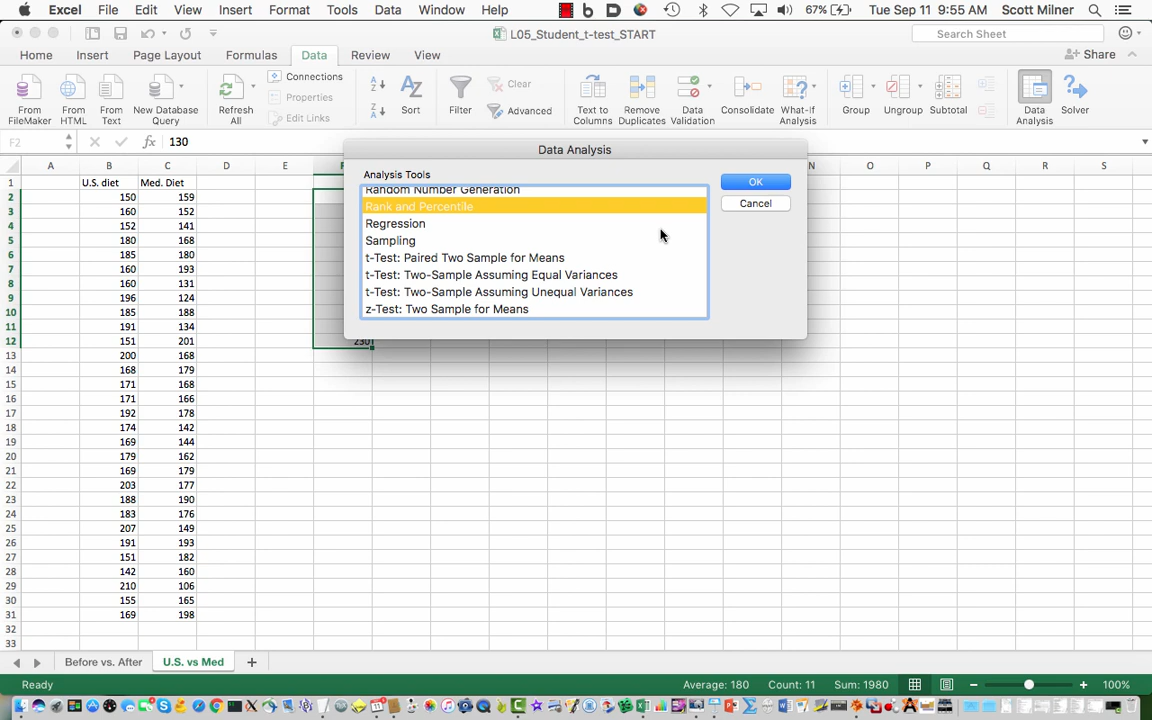 Excel File Edit View Insert Format Tools Data Window Help 67% Tue Sep 11 9:55 AM Scott Milner
L05_Student_t-test_START Search Sheet
Home Insert Page Layout Formulas Data Review View Share
From FileMaker From HTML From Text New Database Query Refresh All Connections Properties Edit Links Sort Filter Clear Advanced Text to Columns Remove Duplicates Data Validation Consolidate What-If Analysis Group Ungroup Subtotal Data Analysis Solver
F2 fx 130
Data Analysis
Analysis Tools
Random Number Generation
Rank and Percentile
Regression
Sampling
t-Test: Paired Two Sample for Means
t-Test: Two-Sample Assuming Equal Variances
t-Test: Two-Sample Assuming Unequal Variances
z-Test: Two Sample for Means
OK
Cancel
A B C D E N O P Q R S
1 U.S. diet Med. Diet
2 150 159
3 160 152
4 152 141
5 180 168
6 185 180
7 160 193
8 160 131
9 196 124
10 185 188
11 191 134
12 151 201 230
13 200 168
14 168 179
15 171 168
16 171 166
17 192 178
18 174 142
19 169 144
20 179 162
21 169 179
22 203 177
23 188 190
24 183 176
25 207 149
26 191 193
27 151 182
28 142 160
29 210 106
30 155 165
31 169 198
32
33
Before vs. After U.S. vs Med +
Ready Average: 180 Count: 11 Sum: 1980 100%